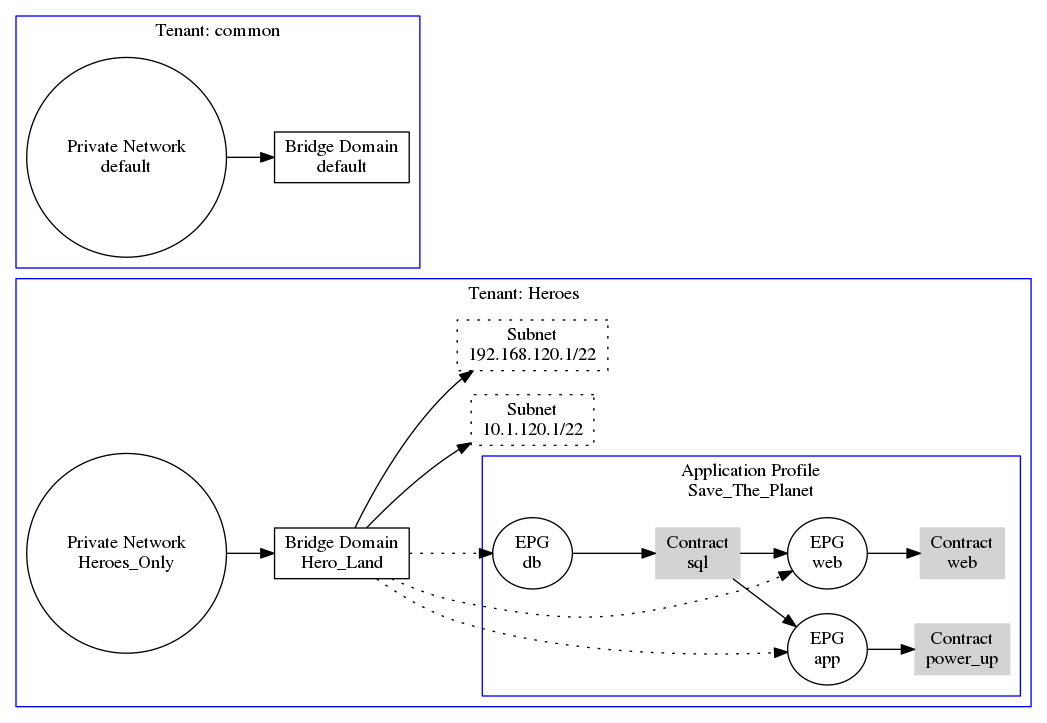 Tenant: common
Private Network
default
Bridge Domain
default
Tenant: Heroes
Subnet
192.168.120.1/22
Subnet
10.1.120.1/22
Application Profile
Save_The_Planet
Private Network
Heroes_Only
Bridge Domain
Hero_Land
EPG
db
Contract
sql
EPG
web
Contract
web
EPG
app
Contract
power_up